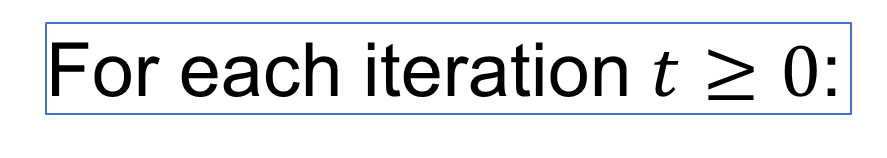 For each iteration t ≥ 0: